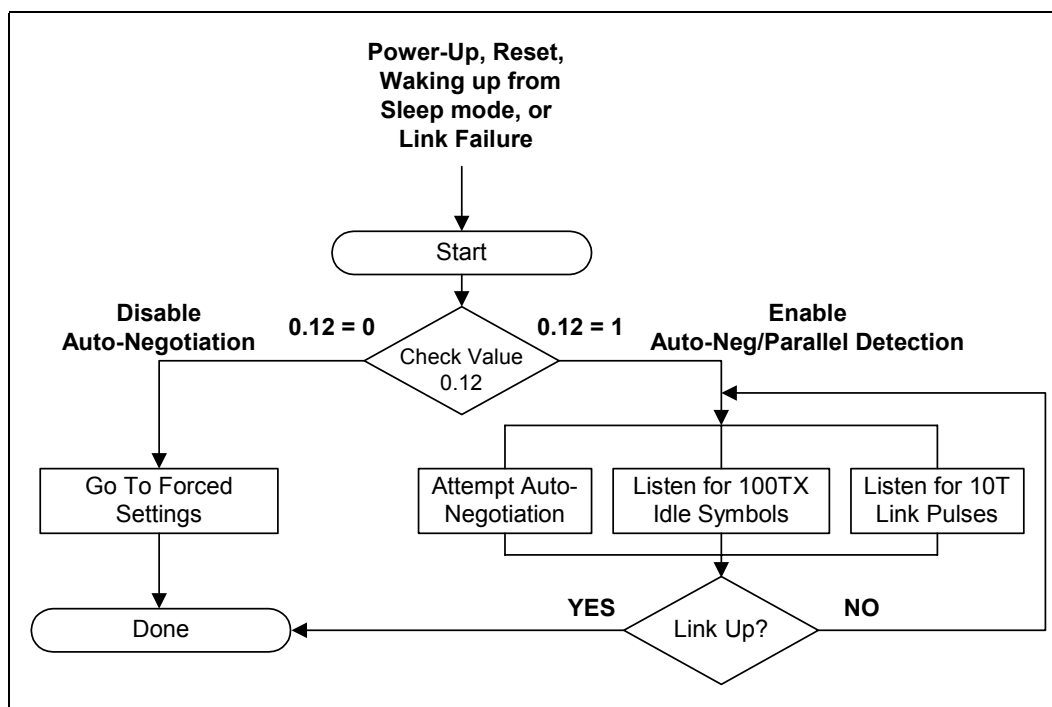 Power-Up, Reset,
Waking up from
Sleep mode, or
Link Failure
Start
Disable
Auto-Negotiation
0.12 = 0
0.12 = 1
Enable
Auto-Neg/Parallel Detection
Check Value
0.12
Go To Forced
Settings
Attempt Auto-
Negotiation
Listen for 100TX
Idle Symbols
Listen for 10T
Link Pulses
Done
YES
Link Up?
NO